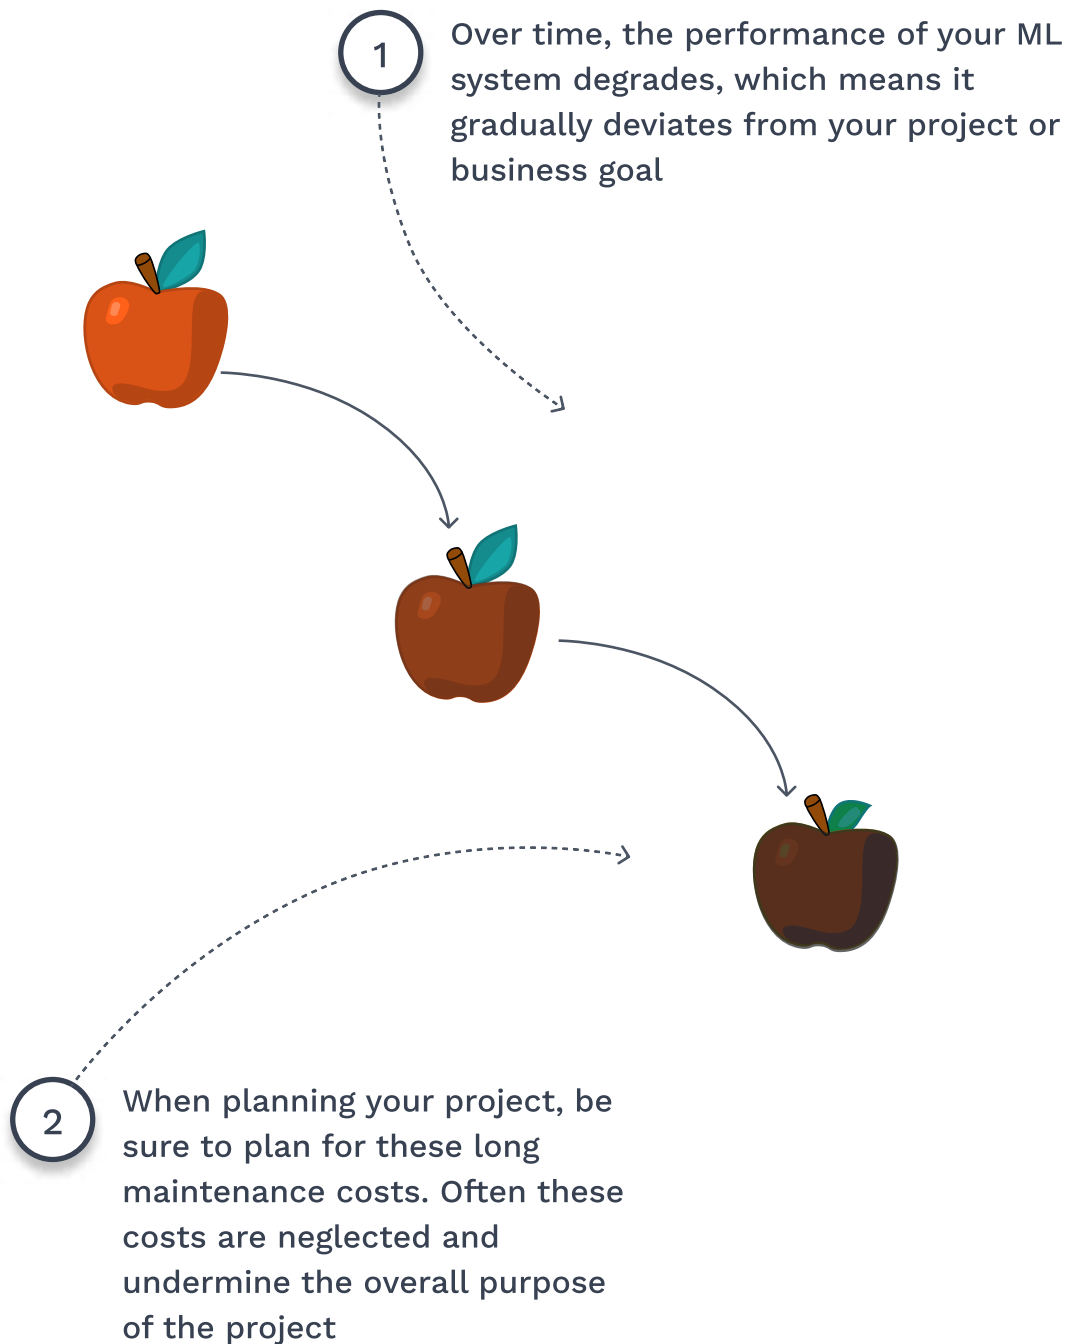 1
Over time, the performance of your ML
system degrades, which means it
gradually deviates from your project or
business goal
2
When planning your project, be
sure to plan for these long
maintenance costs. Often these
costs are neglected and
undermine the overall purpose
of the project